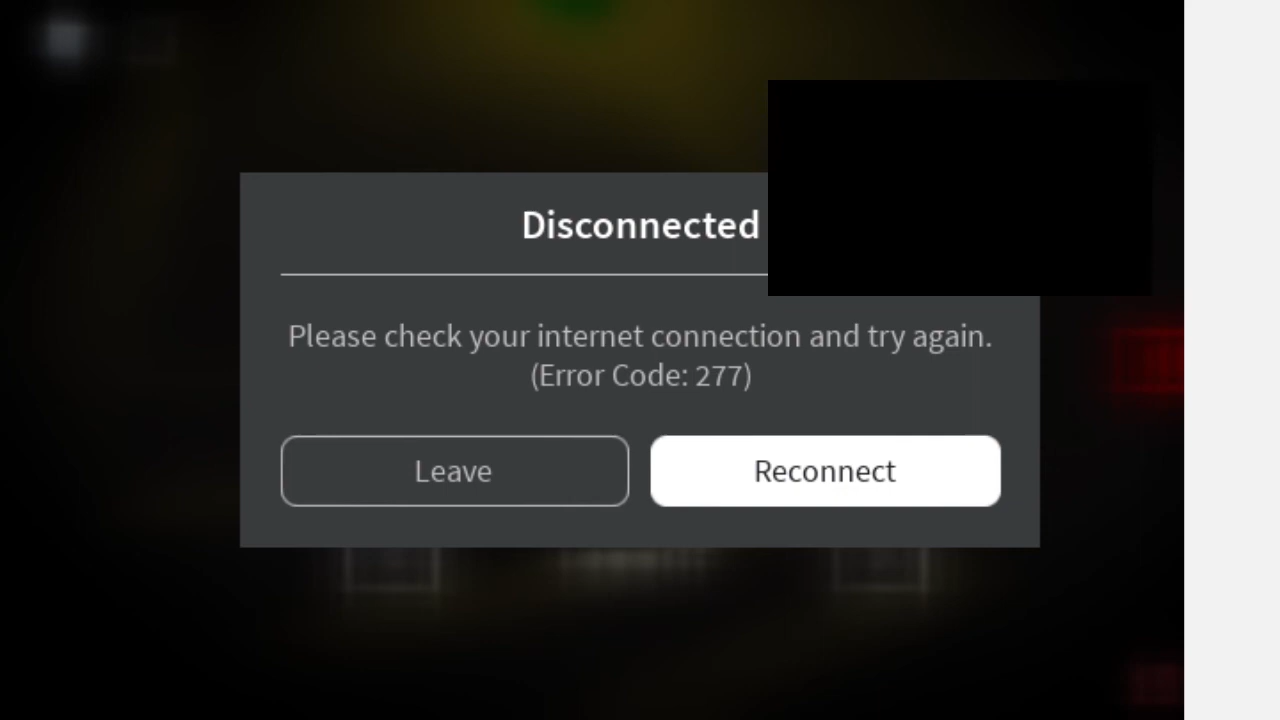 Disconnected
Please check your internet connection and try again.
(Error Code: 277)
Leave
Reconnect